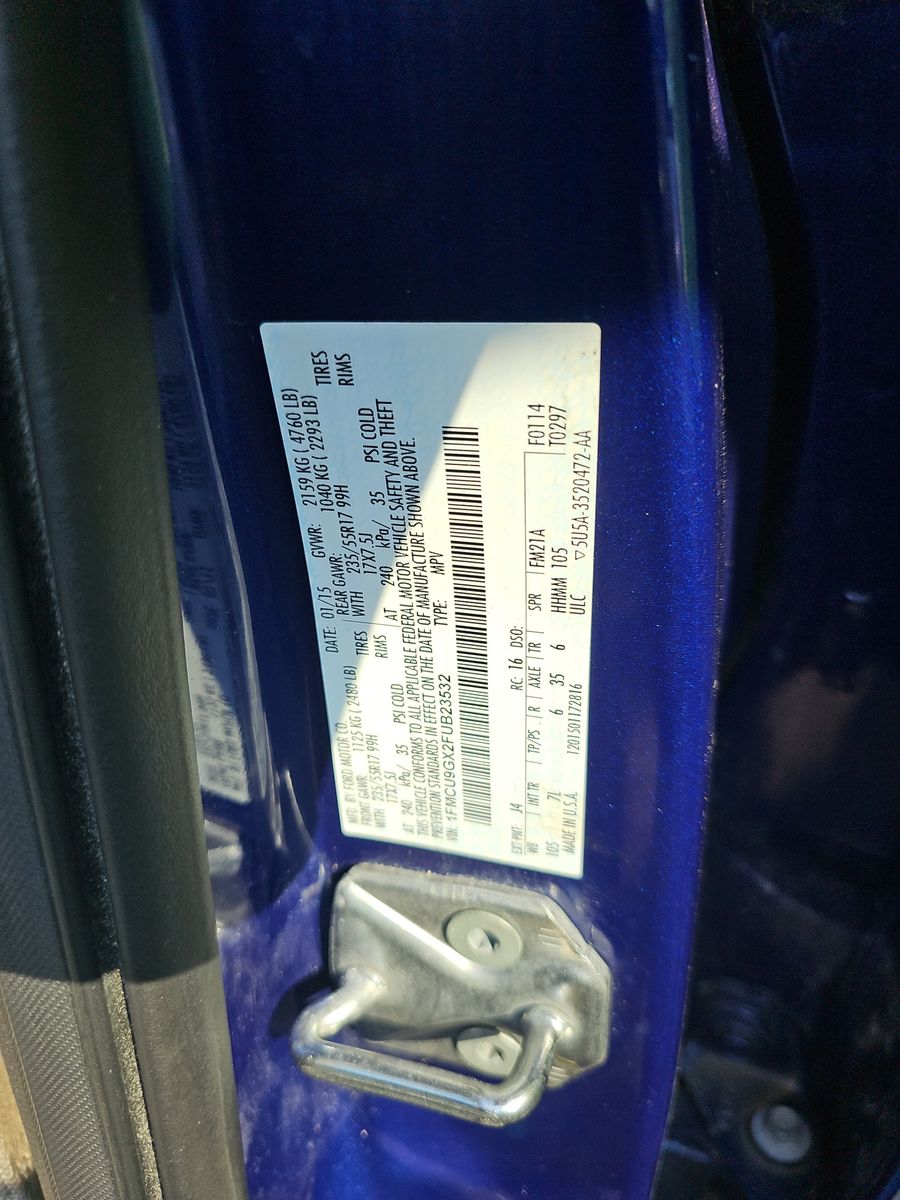 MFD. BY FORD MOTOR CO. DATE: 01/15 GVWR: 2159 KG ( 4760 LB)
FRONT GAWR: 1125 KG ( 2480 LB) REAR GAWR: 1040 KG ( 2293 LB)
WITH 235/55R17 99H TIRES WITH 235/55R17 99H TIRES
17X7.5J RIMS 17X7.5J RIMS
AT 240 kPa/ 35 PSI COLD AT 240 kPa/ 35 PSI COLD
THIS VEHICLE CONFORMS TO ALL APPLICABLE FEDERAL MOTOR VEHICLE SAFETY AND THEFT
PREVENTION STANDARDS IN EFFECT ON THE DATE OF MANUFACTURE SHOWN ABOVE.
VIN: 1FMCU9GX2FUB23532 TYPE: MPV
EXT PNT: J4 RC: 16 DSO: F0114
WB INT TR TP/PS R AXLE TR SPR FM21A T0297
105 7L 6 35 6 HHMM 105
MADE IN U.S.A. 1201501172816 ULC ▽5U5A-3520472-AA